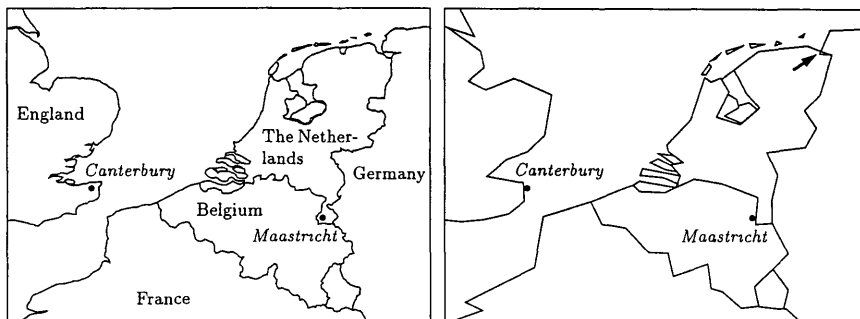 England
The Nether-
lands
Canterbury
Germany
Belgium
Maastricht
France
Canterbury
Maastricht